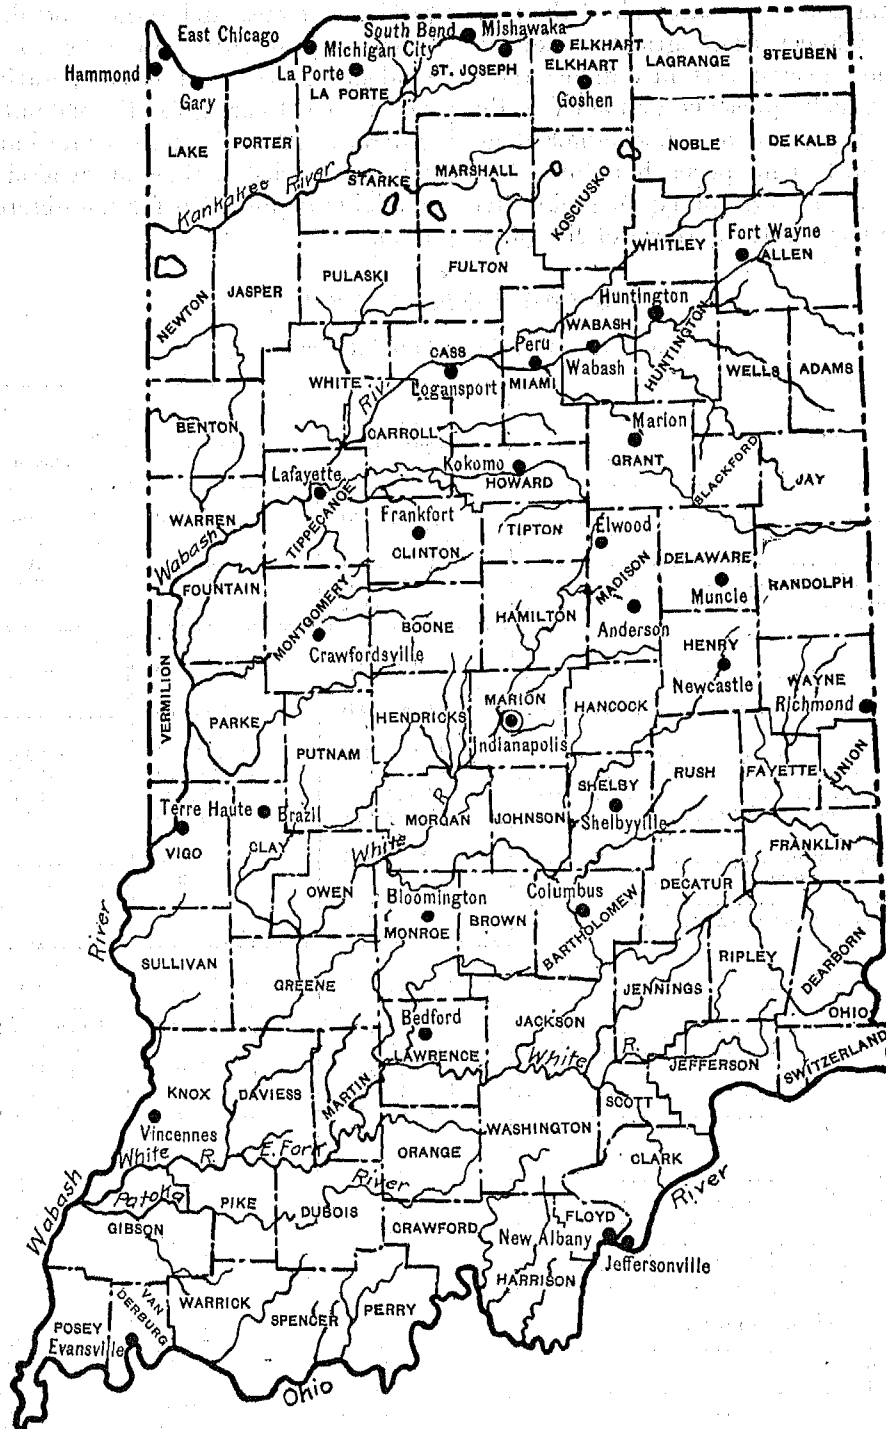 South Bend Mishawaka
East Chicago
Michigan City
ELKHART
ELKHART
LAGRANGE
STEUBEN
Hammond
La Porte
LA PORTE
ST. JOSEPH
Goshen
Gary
LAKE
PORTER
NOBLE
DE KALB
STARKE
MARSHALL
KOSCIUSKO
Kankakee River
WHITLEY
Fort Wayne
ALLEN
NEWTON
JASPER
PULASKI
FULTON
Huntington
HUNTINGTON
WABASH
Wabash
Peru
MIAMI
CASS
Logansport
WHITE
Riv
WELLS
ADAMS
BENTON
CARROLL
Marion
GRANT
BLACKFORD
JAY
Lafayette
TIPPECANOE
Kokomo
HOWARD
WARREN
Wabash
Frankfort
CLINTON
TIPTON
Elwood
MADISON
DELAWARE
Muncie
RANDOLPH
FOUNTAIN
MONTGOMERY
Crawfordsville
BOONE
HAMILTON
Anderson
HENRY
Newcastle
VERMILION
PARKE
PUTNAM
HENDRICKS
MARION
Indianapolis
HANCOCK
WAYNE
Richmond
RUSH
FAYETTE
UNION
Terre Haute
VIGO
Brazil
CLAY
White R.
MORGAN
JOHNSON
SHELBY
Shelbyville
FRANKLIN
OWEN
Bloomington
MONROE
BROWN
Columbus
BARTHOLOMEW
DECATUR
River
SULLIVAN
GREENE
JENNINGS
RIPLEY
DEARBORN
OHIO
Bedford
LAWRENCE
JACKSON
White R.
JEFFERSON
SWITZERLAND
KNOX
Vincennes
DAVIESS
MARTIN
SCOTT
White R. E. Fork
ORANGE
WASHINGTON
CLARK
Wabash
Patoka River
PIKE
DUBOIS
CRAWFORD
FLOYD
New Albany
Jeffersonville
River
GIBSON
HARRISON
POSEY
Evansville
VAN
DERBURG
WARRICK
SPENCER
PERRY
Ohio